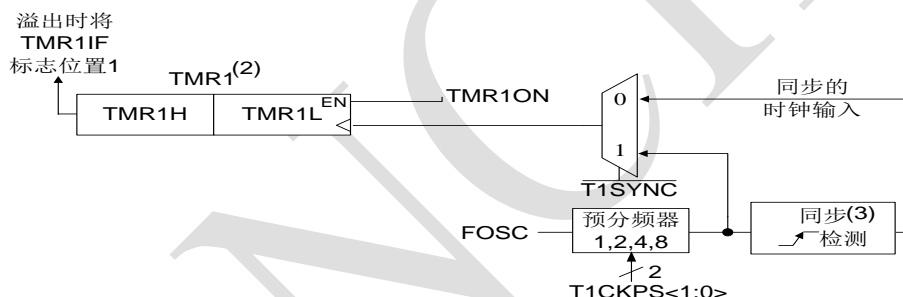 溢出时将
TMR1IF
标志位置1
TMR1(2)
TMR1H
TMR1L
EN
TMR1ON
0
1
T1SYNC
同步的
时钟输入
FOSC
预分频器
1,2,4,8
2
T1CKPS<1:0>
同步(3)
检测